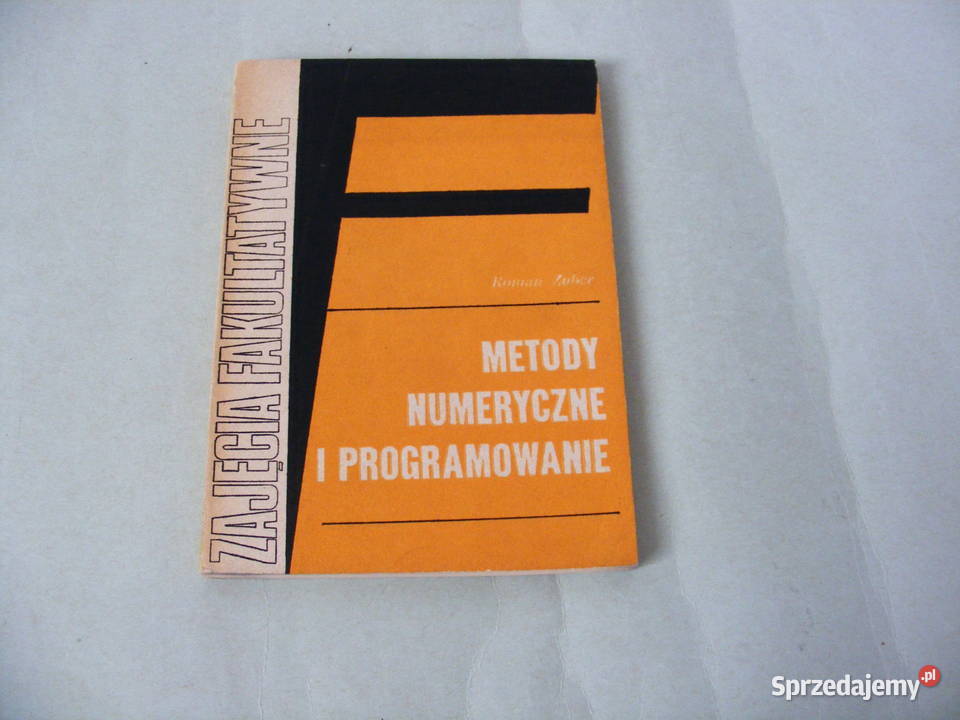 ZAJĘCIA FAKULTATYWNE
Roman Zuber
METODY
NUMERYCZNE
I PROGRAMOWANIE
Sprzedajemy.pl